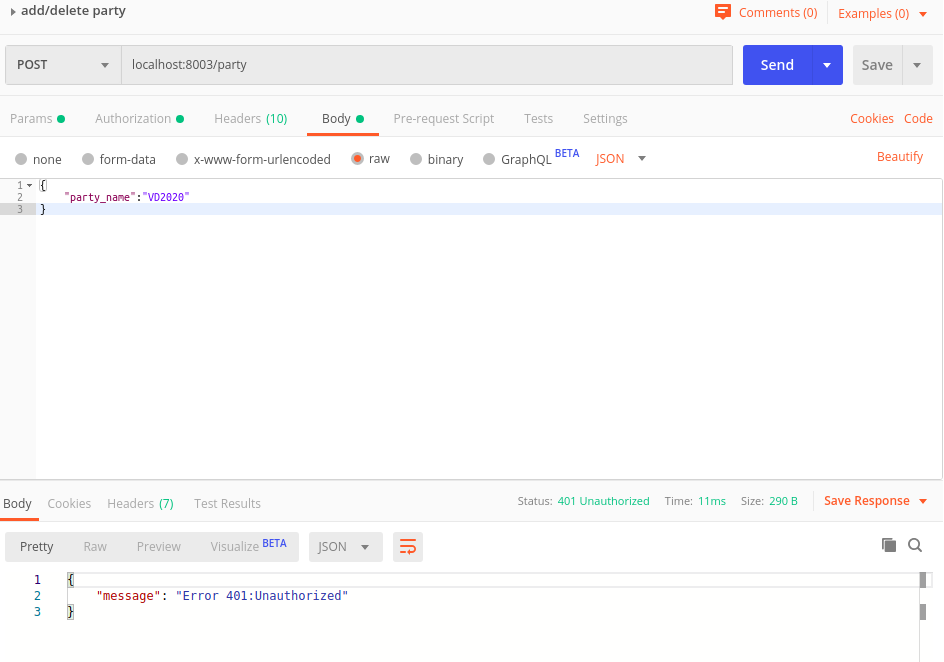 add/delete party
Comments (0) Examples (0)
POST localhost:8003/party Send Save
Params Authorization Headers (10) Body Pre-request Script Tests Settings Cookies Code
none form-data x-www-form-urlencoded raw binary GraphQL BETA JSON Beautify
1 {
2 "party_name":"VD2020"
3 }
Body Cookies Headers (7) Test Results Status: 401 Unauthorized Time: 11ms Size: 290 B Save Response
Pretty Raw Preview Visualize BETA JSON
1 {
2 "message": "Error 401:Unauthorized"
3 }